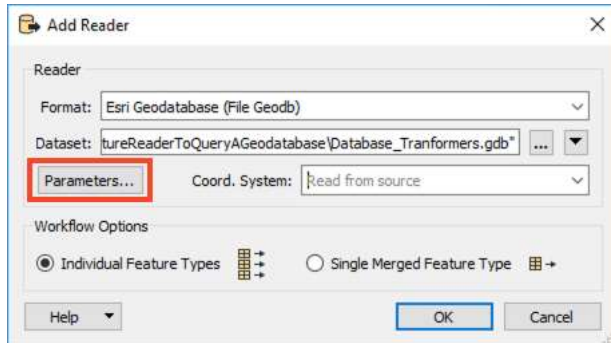 Add Reader
Reader
Format: Esri Geodatabase (File Geodb)
Dataset: tureReaderToQueryAGeodatabase\Database_Tranformers.gdb" ...
Parameters... Coord. System: Read from source
Workflow Options
Individual Feature Types Single Merged Feature Type
Help OK Cancel